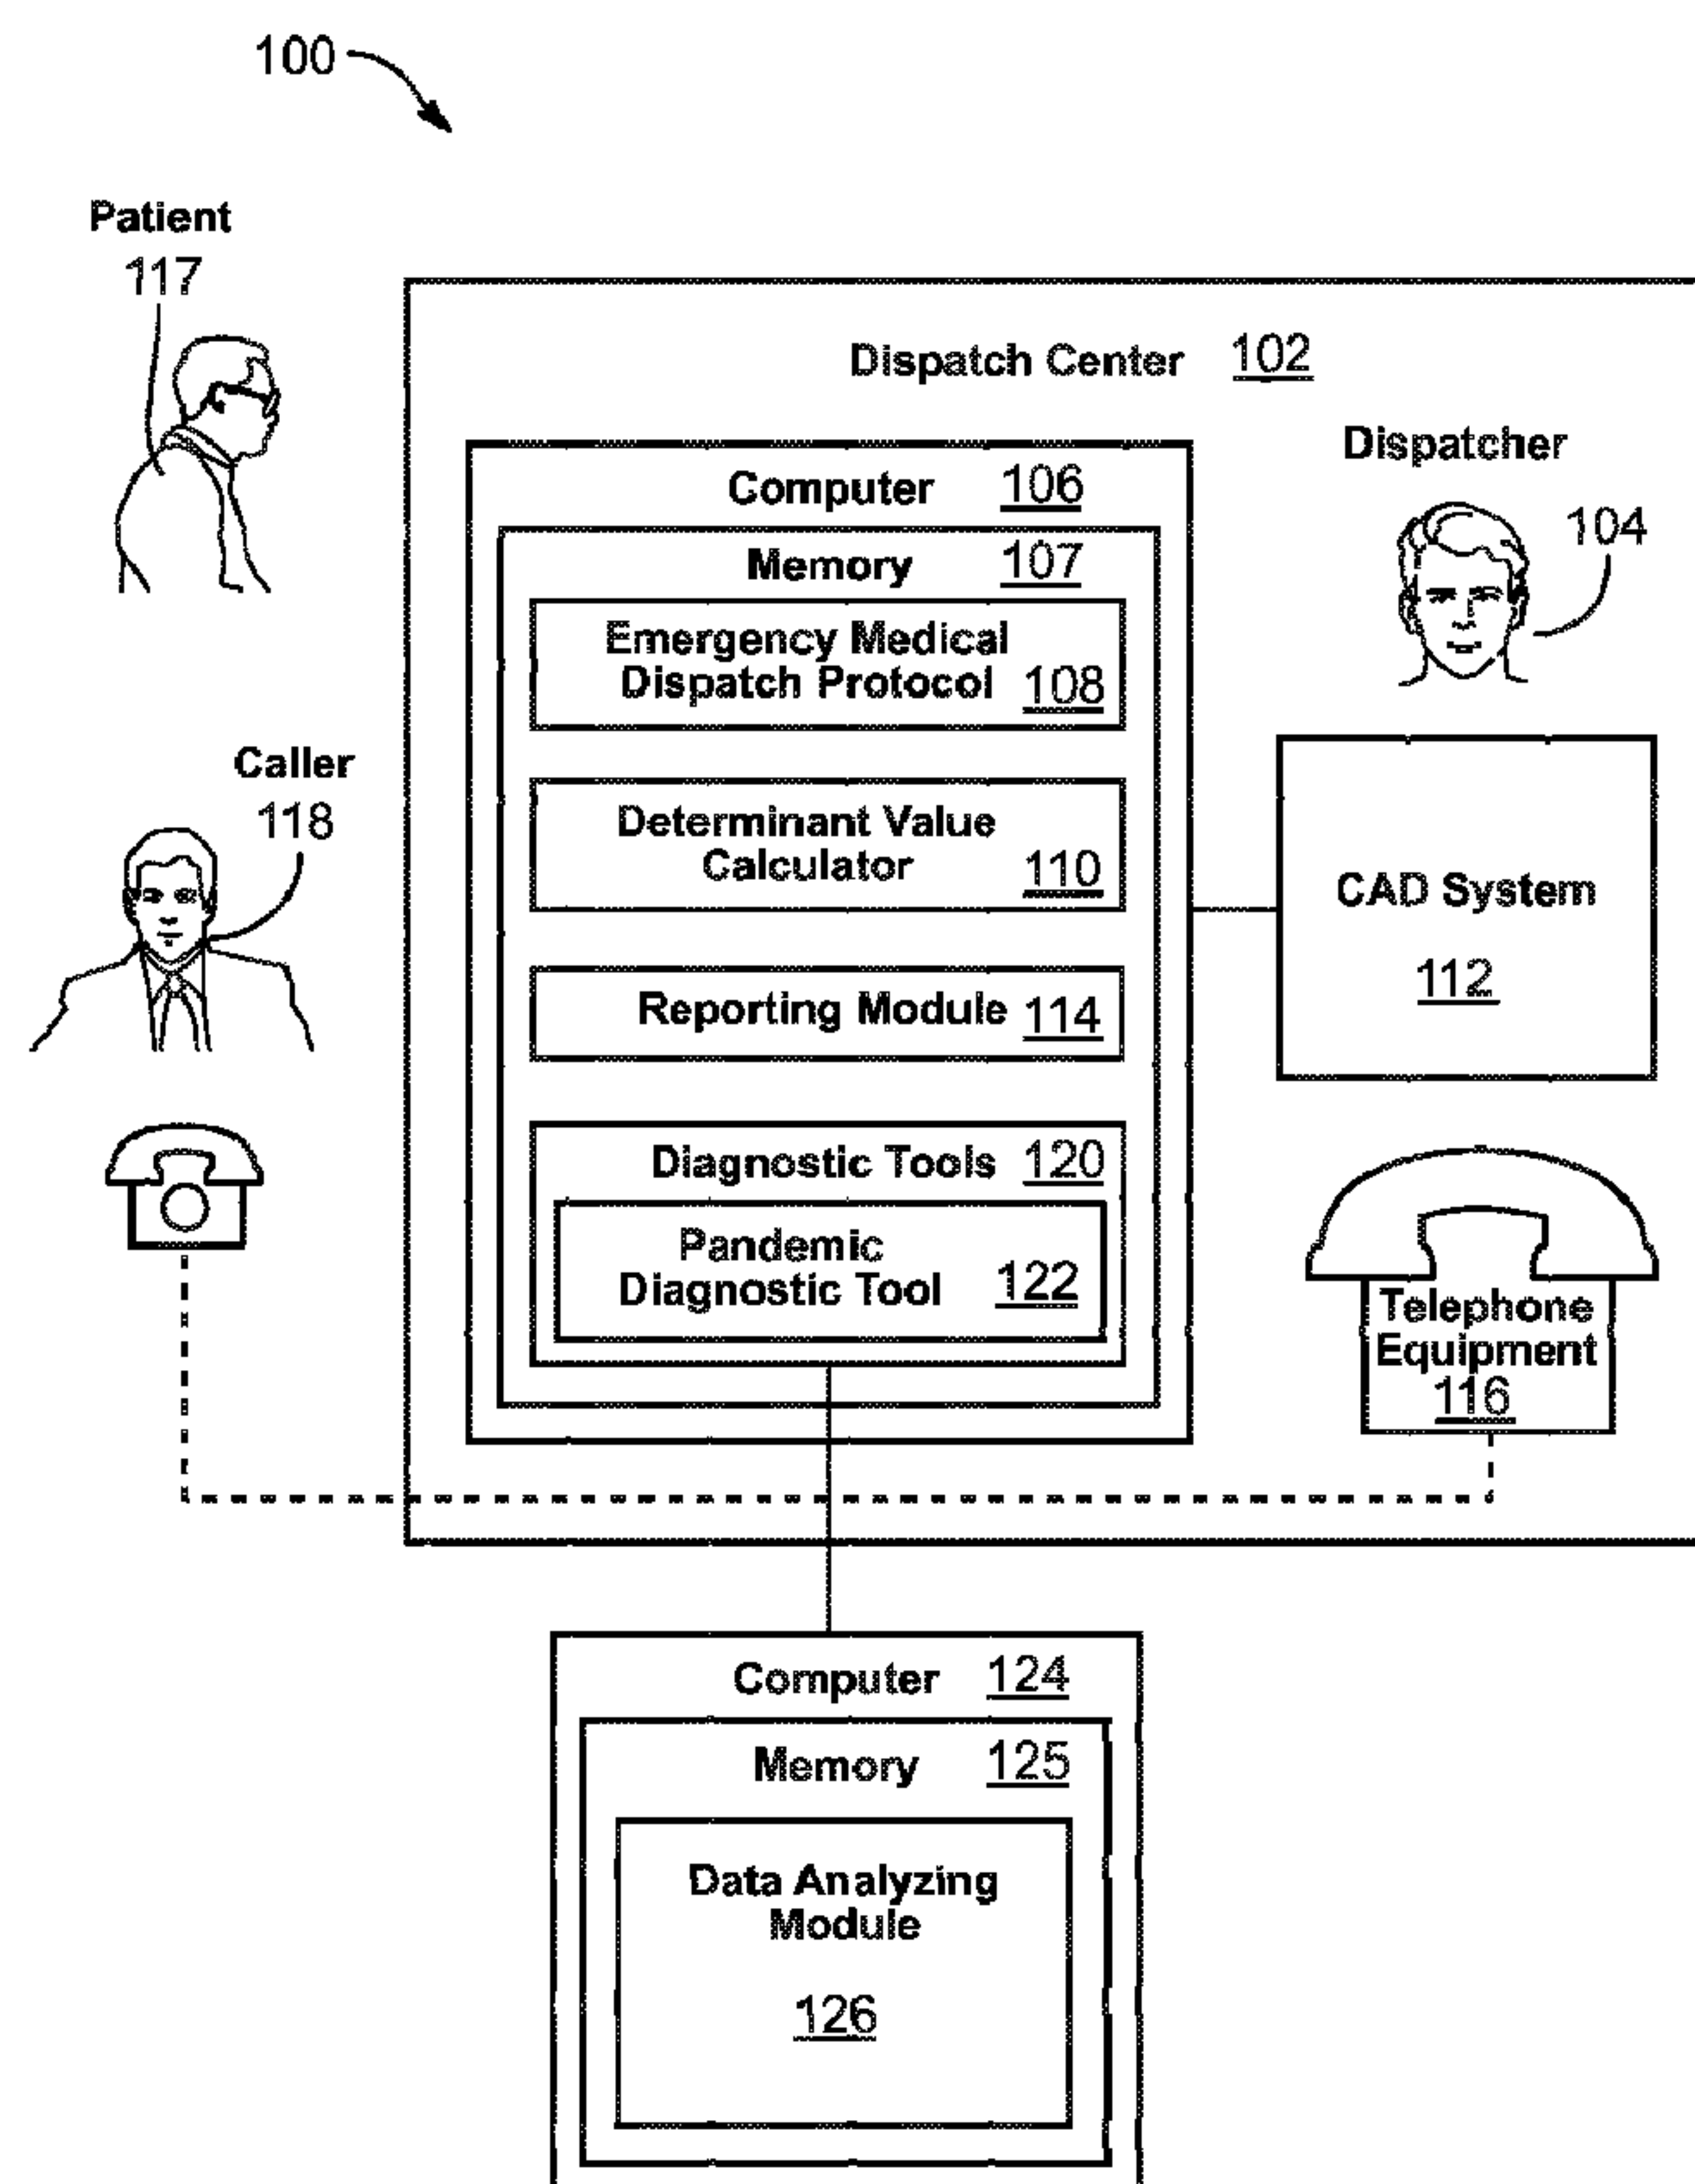 100
Patient
117
Dispatch Center 102
Dispatcher
104
Computer 106
Memory 107
Emergency Medical
Dispatch Protocol 108
Caller
118
Determinant Value
Calculator 110
CAD System
112
Reporting Module 114
Diagnostic Tools 120
Pandemic
Diagnostic Tool 122
Telephone
Equipment
116
Computer 124
Memory 125
Data Analyzing
Module
126